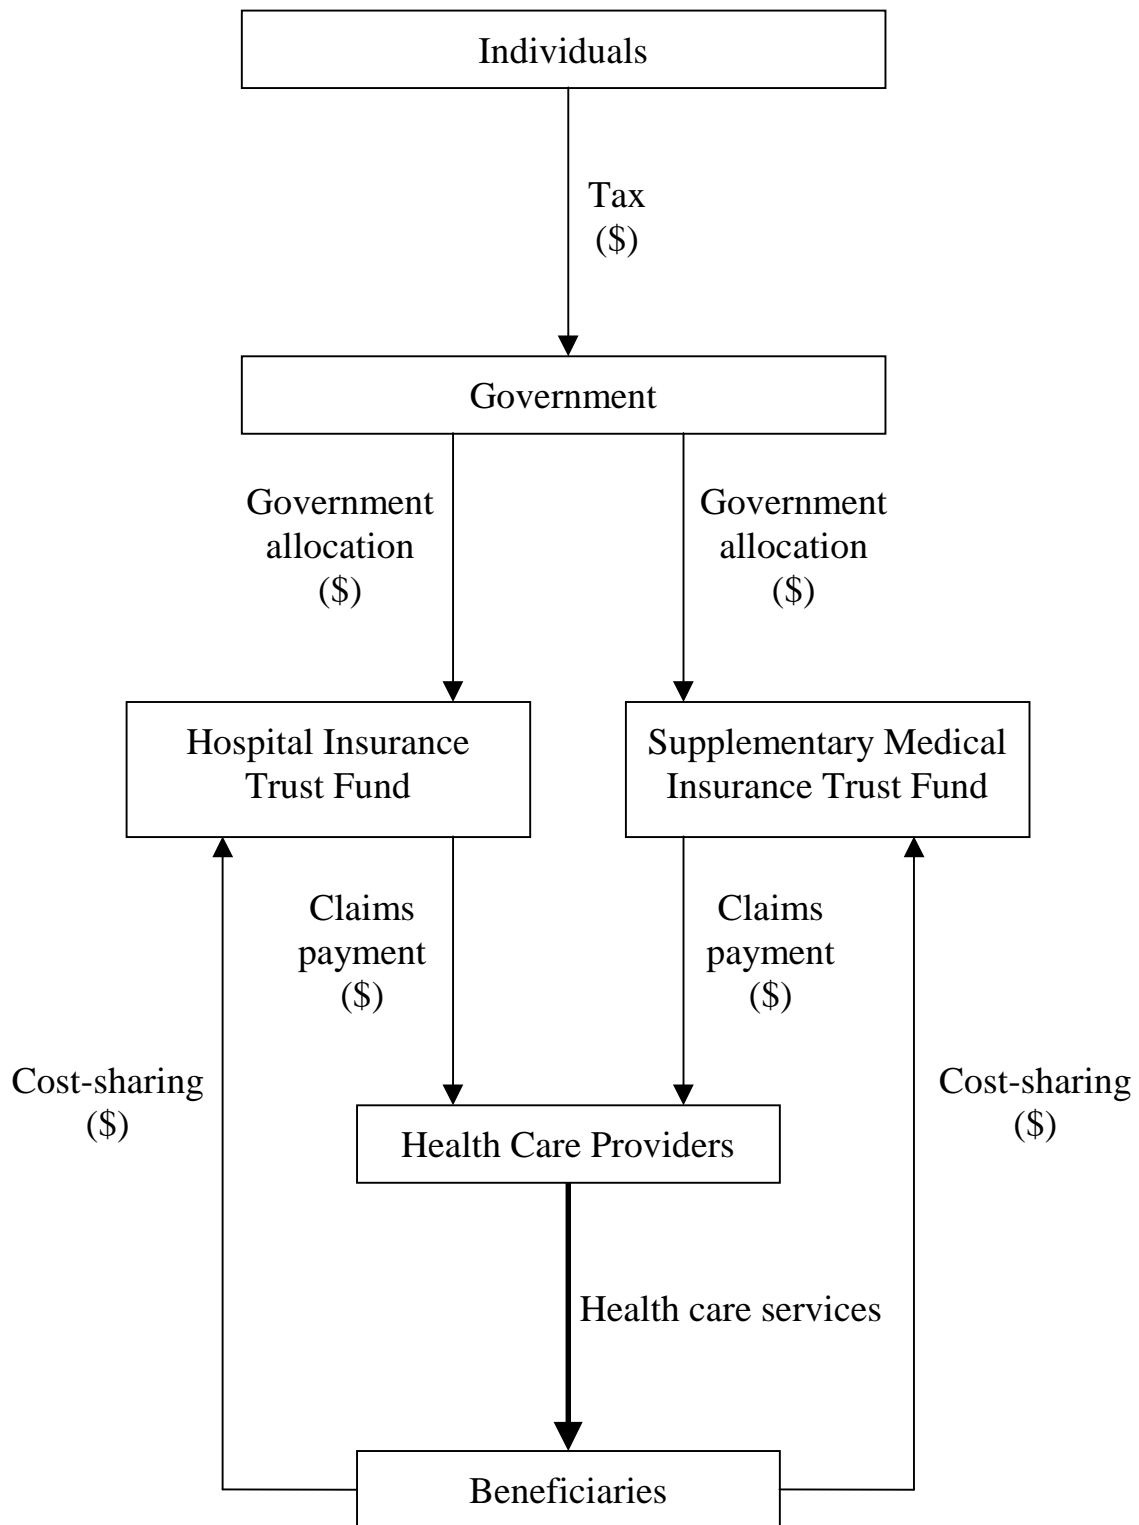 Individuals
Tax
($)
Government
Government
allocation
($)
Government
allocation
($)
Hospital Insurance
Trust Fund
Supplementary Medical
Insurance Trust Fund
Claims
payment
($)
Claims
payment
($)
Cost-sharing
($)
Cost-sharing
($)
Health Care Providers
Health care services
Beneficiaries